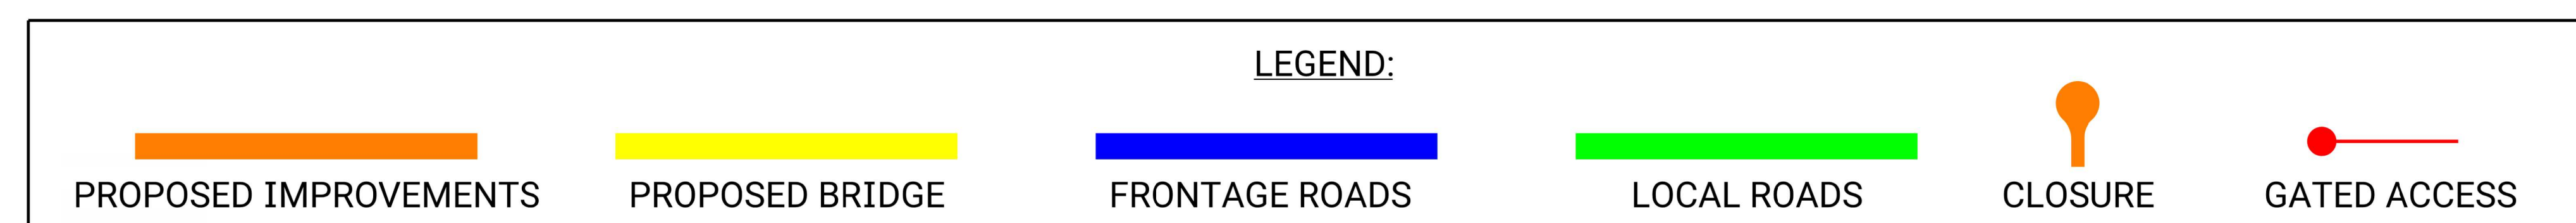 LEGEND:
PROPOSED IMPROVEMENTS
PROPOSED BRIDGE
FRONTAGE ROADS
LOCAL ROADS
CLOSURE
GATED ACCESS